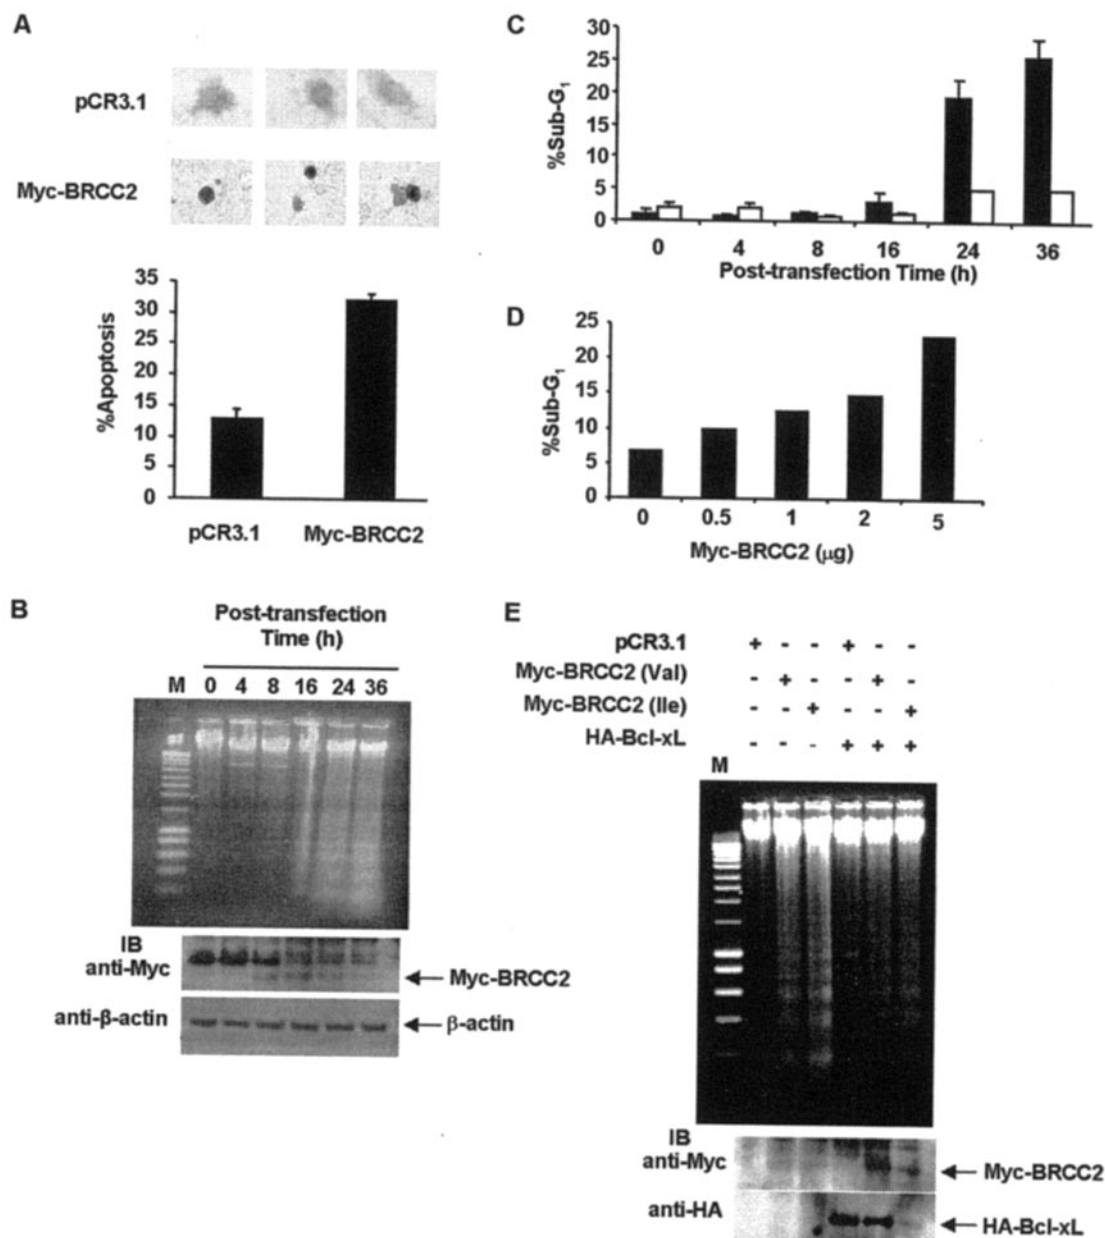 A
pCR3.1
Myc-BRCC2
35
30
25
20
15
10
5
0
%Apoptosis
pCR3.1 Myc-BRCC2
B
Post-transfection
Time (h)
M 0 4 8 16 24 36
IB
anti-Myc
Myc-BRCC2
anti-β-actin
β-actin
C
30
25
20
15
10
5
0
%Sub-G₁
0 4 8 16 24 36
Post-transfection Time (h)
D
25
20
15
10
5
0
%Sub-G₁
0 0.5 1 2 5
Myc-BRCC2 (μg)
E
pCR3.1 + - - + - -
Myc-BRCC2 (Val) - + - - + -
Myc-BRCC2 (Ile) - - + - - +
HA-Bcl-xL - - - + + +
M
IB
anti-Myc
Myc-BRCC2
anti-HA
HA-Bcl-xL